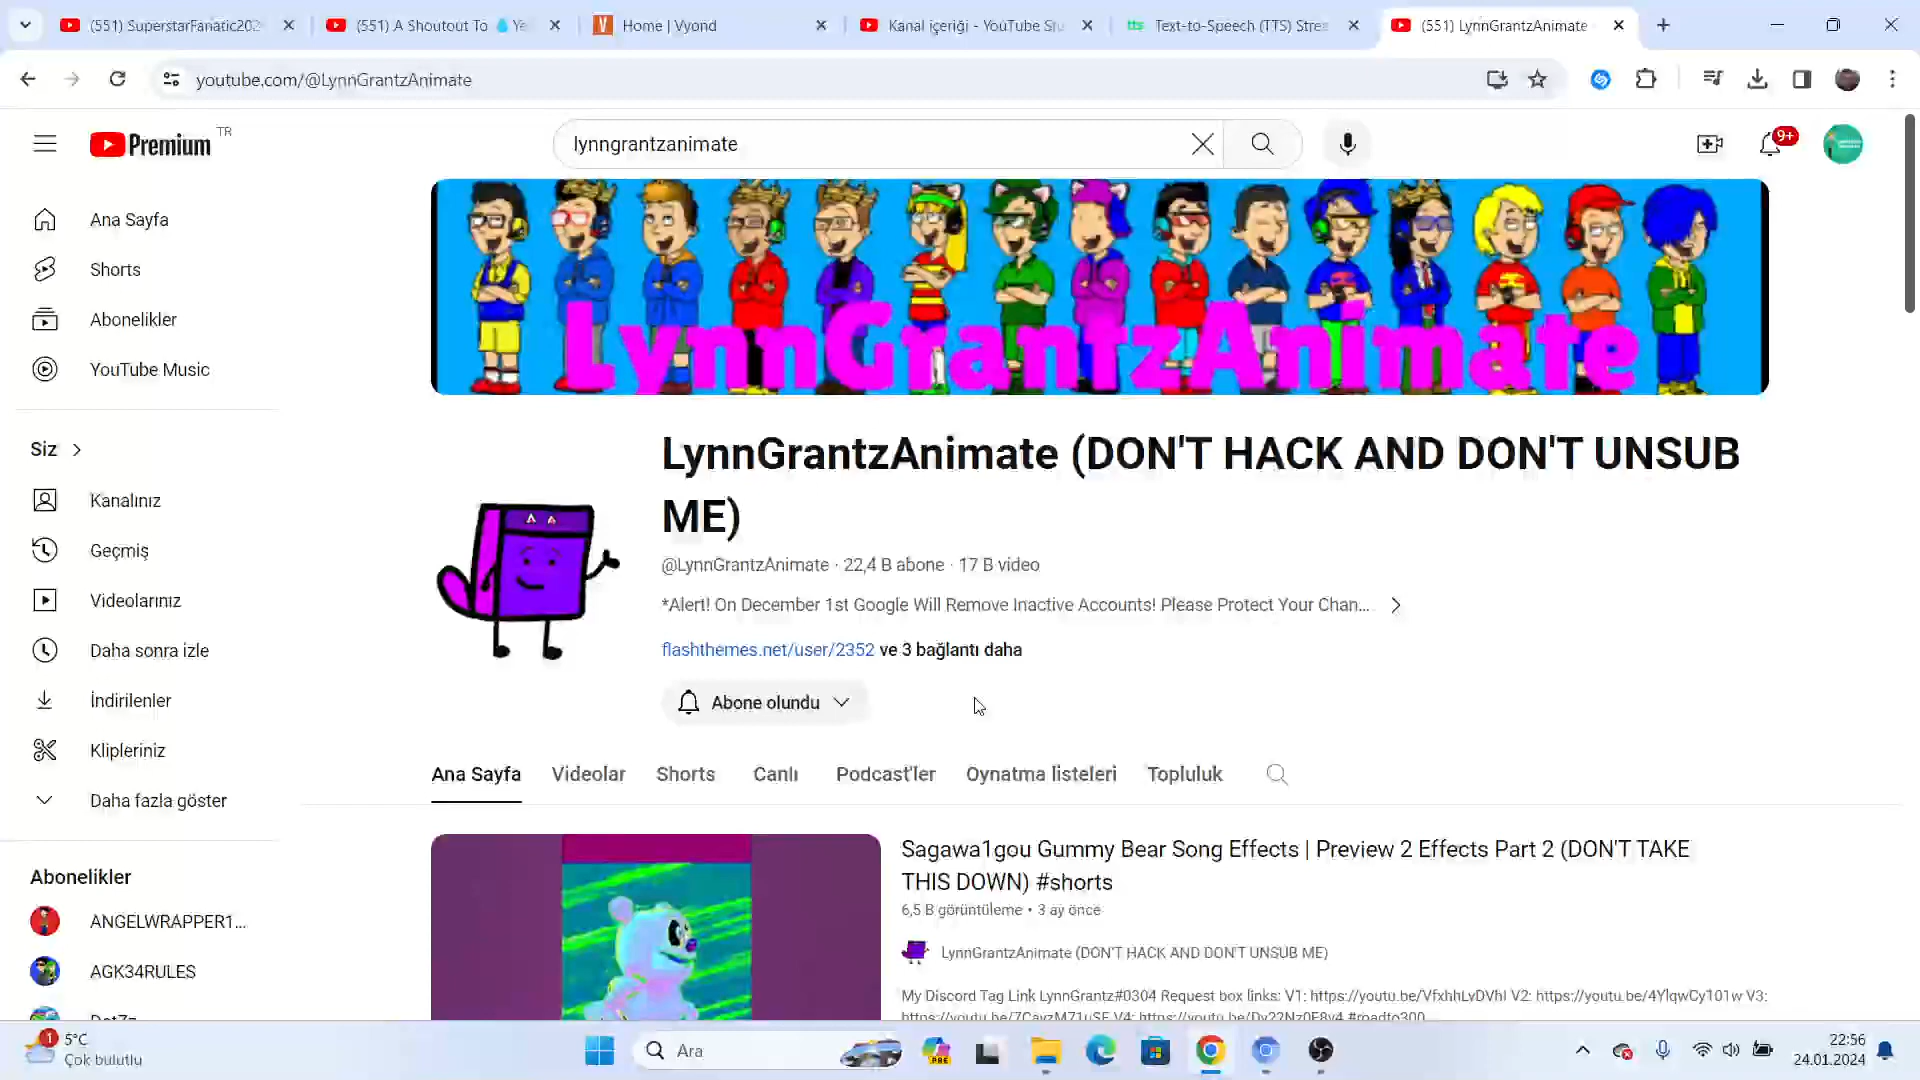 (551) SuperstarFanatic202
(551) A Shoutout To 💧 Ye
Home | Vyond
Kanal içeriği - YouTube Stu
Text-to-Speech (TTS) Stre
(551) LynnGrantzAnimate
youtube.com/@LynnGrantzAnimate
Premium TR
lynngrantzanimate
9+
Ana Sayfa
Shorts
Abonelikler
YouTube Music
Siz
Kanalınız
Geçmiş
Videolarınız
Daha sonra izle
İndirilenler
Klipleriniz
Daha fazla göster
Abonelikler
ANGELWRAPPER1...
AGK34RULES
LynnGrantzAnimate
LynnGrantzAnimate (DON'T HACK AND DON'T UNSUB
ME)
@LynnGrantzAnimate · 22,4 B abone · 17 B video
*Alert! On December 1st Google Will Remove Inactive Accounts! Please Protect Your Chan...
flashthemes.net/user/2352 ve 3 bağlantı daha
Abone olundu
Ana Sayfa Videolar Shorts Canlı Podcast'ler Oynatma listeleri Topluluk
Sagawa1gou Gummy Bear Song Effects | Preview 2 Effects Part 2 (DON'T TAKE
THIS DOWN) #shorts
6,5 B görüntüleme • 3 ay önce
LynnGrantzAnimate (DON'T HACK AND DON'T UNSUB ME)
My Discord Tag Link LynnGrantz#0304 Request box links: V1: https://youtu.be/VfxhhLvDVhI V2: https://youtu.be/4YlqwCy101w V3:
1
5°C
Çok bulutlu
Ara
PRE
22:56
24.01.2024